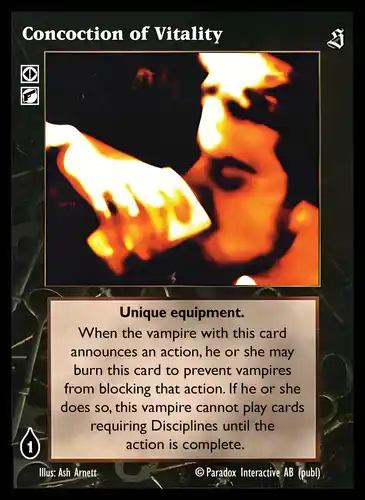 Concoction of Vitality
Unique equipment.
When the vampire with this card
announces an action, he or she may
burn this card to prevent vampires
from blocking that action. If he or she
does so, this vampire cannot play cards
requiring Disciplines until the
action is complete.
1
Illus: Ash Arnett
© Paradox Interactive AB (publ)